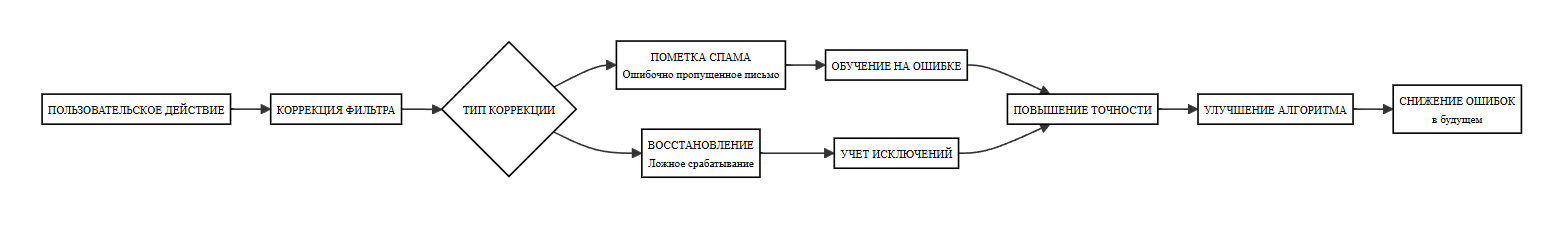 ПОЛЬЗОВАТЕЛЬСКОЕ ДЕЙСТВИЕ
КОРРЕКЦИЯ ФИЛЬТРА
ТИП КОРРЕКЦИИ
ПОМЕТКА СПАМА
Ошибочно пропущенное письмо
ОБУЧЕНИЕ НА ОШИБКЕ
ВОССТАНОВЛЕНИЕ
Ложное срабатывание
УЧЕТ ИСКЛЮЧЕНИЙ
ПОВЫШЕНИЕ ТОЧНОСТИ
УЛУЧШЕНИЕ АЛГОРИТМА
СНИЖЕНИЕ ОШИБОК
в будущем